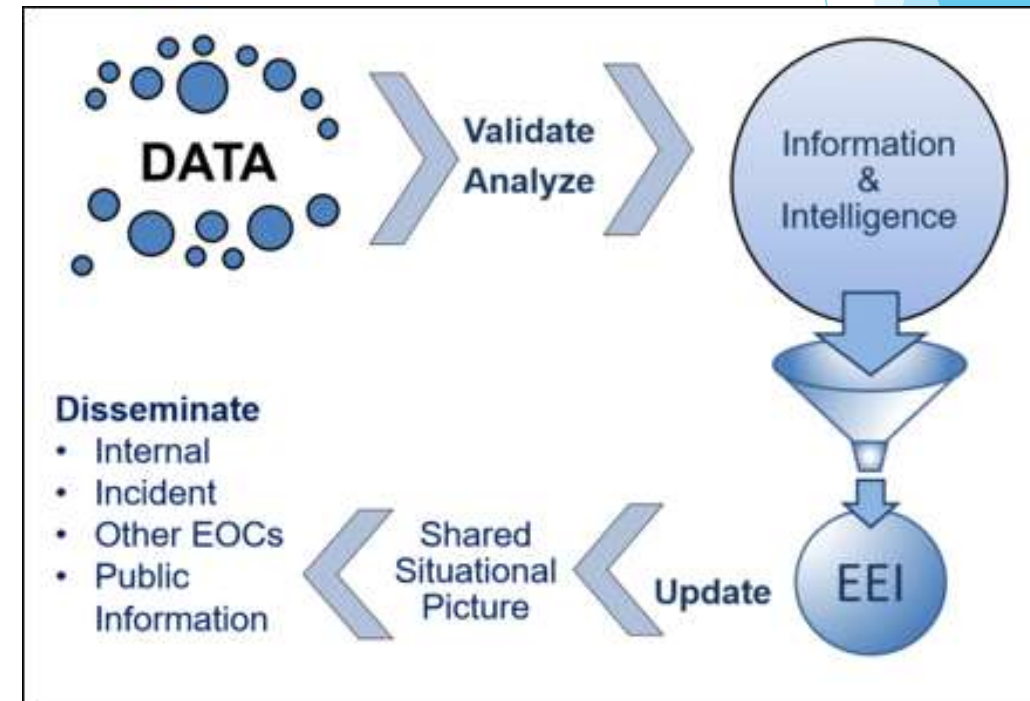 DATA
Validate
Analyze
Information
&
Intelligence
EEI
Update
Shared
Situational
Picture
Disseminate
• Internal
• Incident
• Other EOCs
• Public
Information